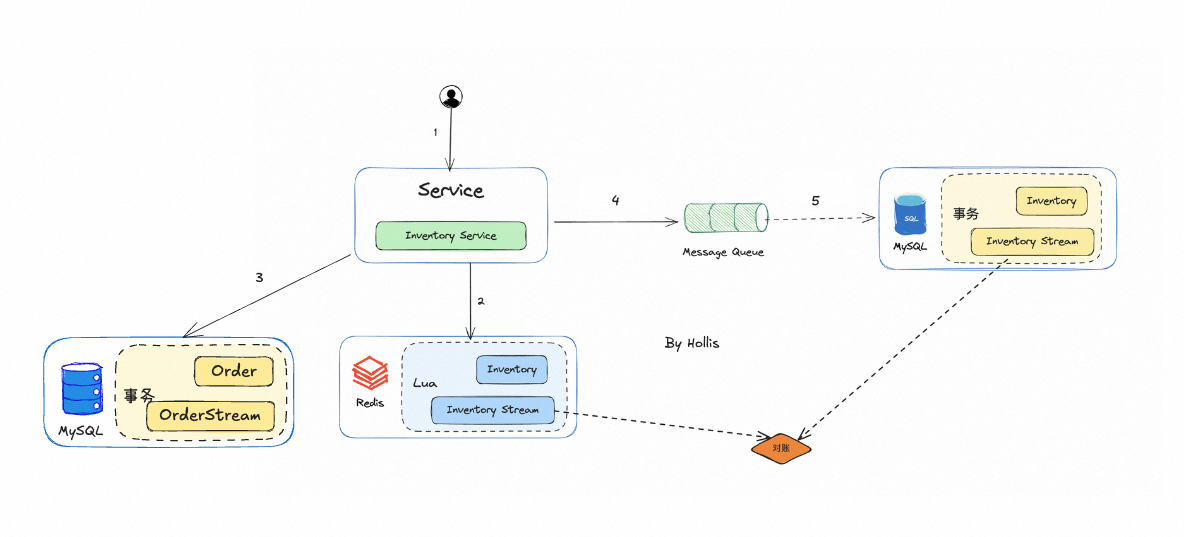 1
Service
Inventory Service
4
Message Queue
5
SQL
MySQL
事务
Inventory
Inventory Stream
3
2
By Hollis
MySQL
事务
Order
OrderStream
Redis
Lua
Inventory
Inventory Stream
对账